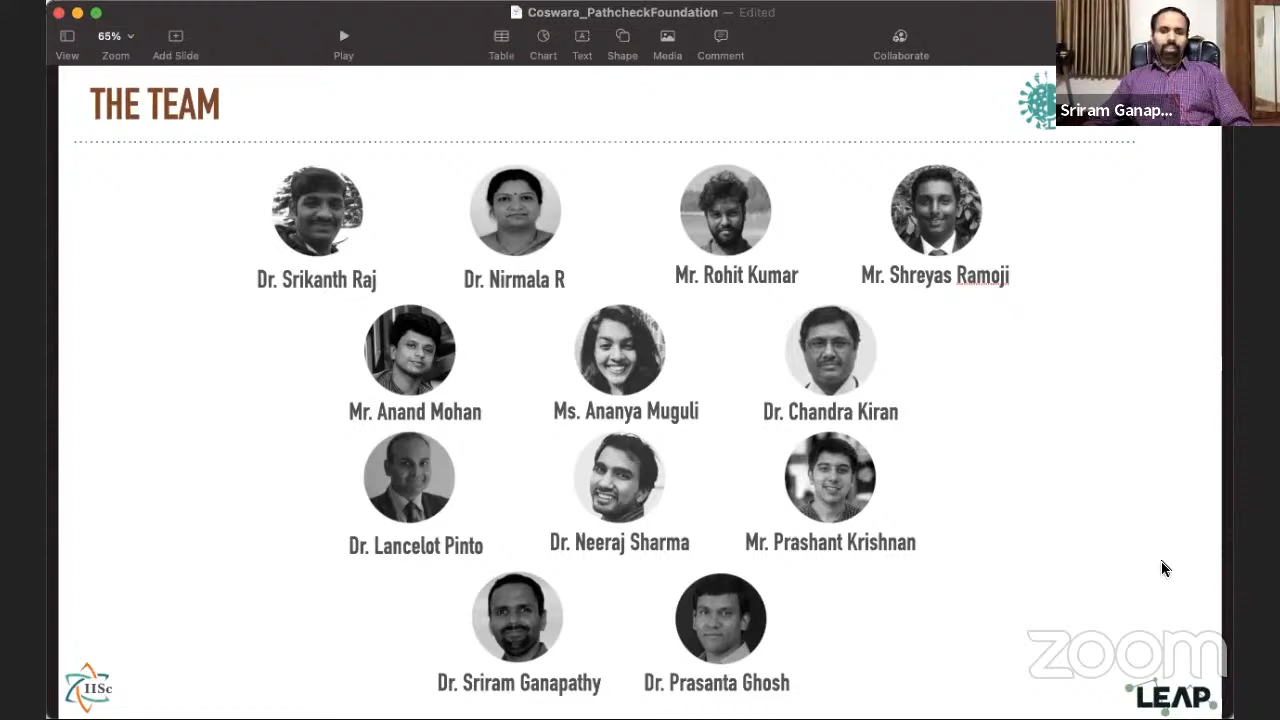 Coswara_PathcheckFoundation — Edited
65%
View Zoom Add Slide Play Table Chart Text Shape Media Comment Collaborate
THE TEAM
Sriram Ganap...
Dr. Srikanth Raj Dr. Nirmala R Mr. Rohit Kumar Mr. Shreyas Ramoji
Mr. Anand Mohan Ms. Ananya Muguli Dr. Chandra Kiran
Dr. Lancelot Pinto Dr. Neeraj Sharma Mr. Prashant Krishnan
Dr. Sriram Ganapathy Dr. Prasanta Ghosh
zoom
IISc
LEAP